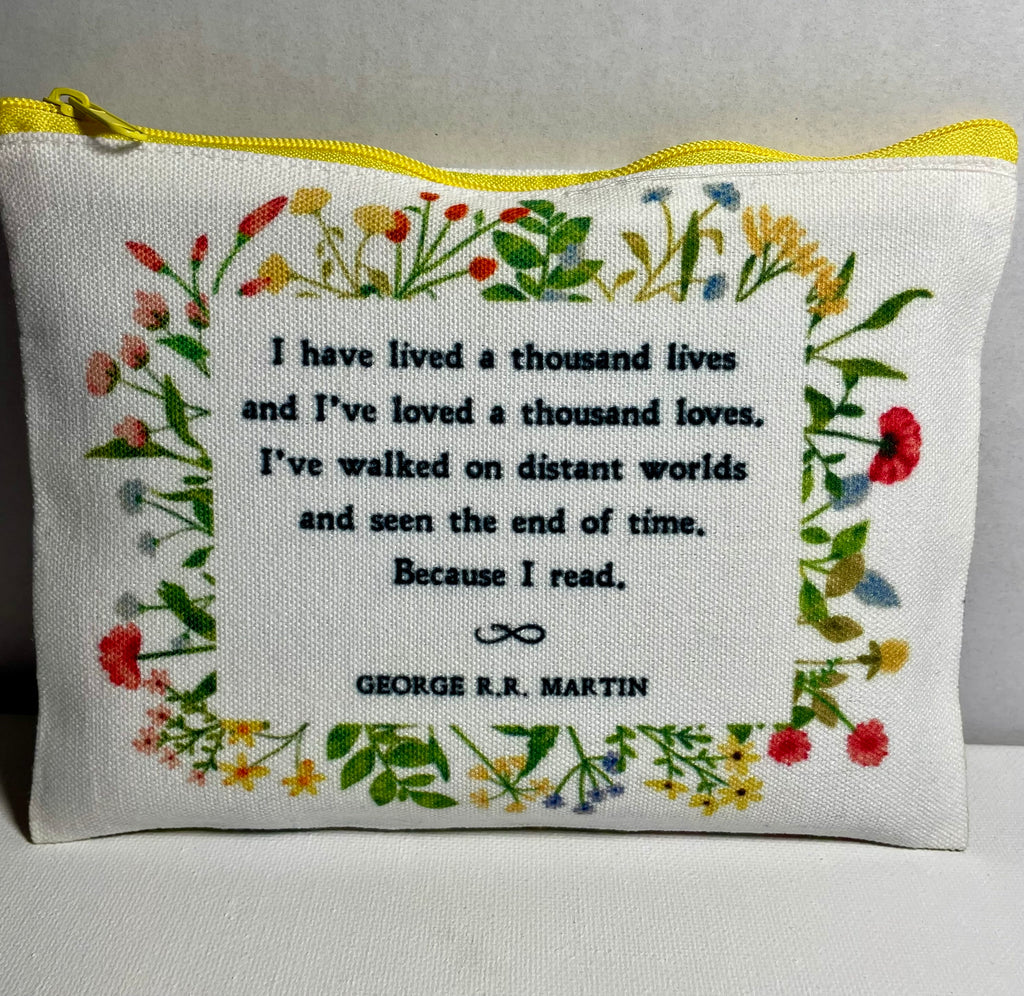 I have lived a thousand lives
and I've loved a thousand loves.
I've walked on distant worlds
and seen the end of time.
Because I read.
GEORGE R.R. MARTIN